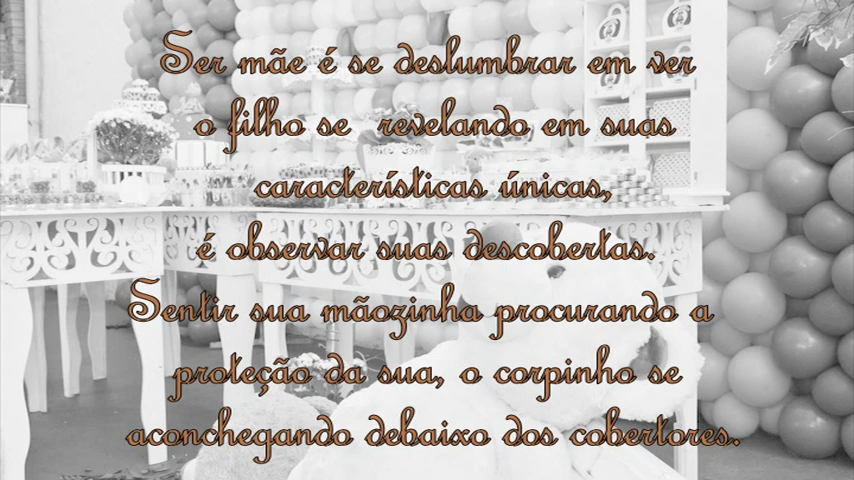 Ser mãe é se deslumbrar em ver
o filho se revelando em suas
características únicas,
é observar suas descobertas.
Sentir sua mãozinha procurando a
proteção da sua, o corpinho se
aconchegando debaixo dos cobertores.